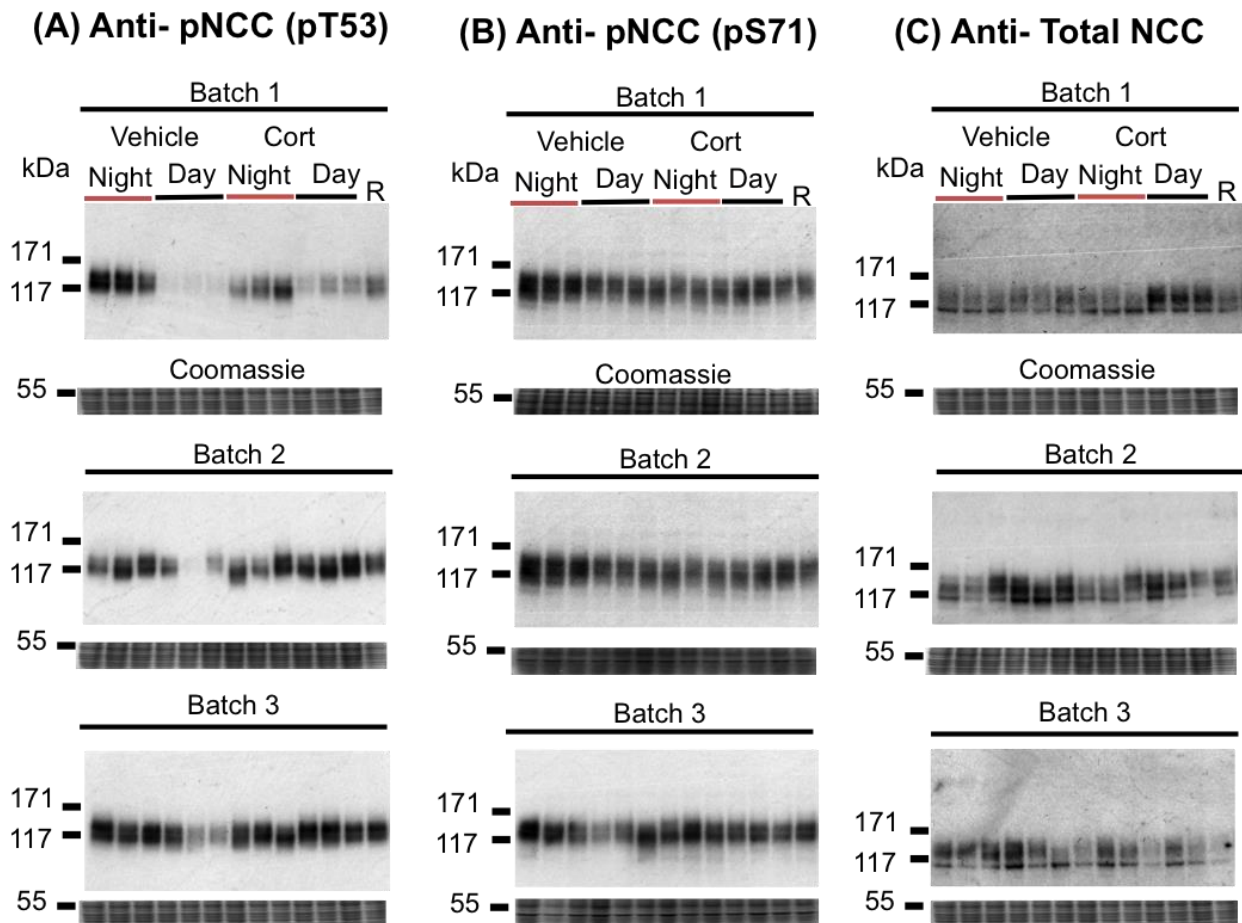 (A) Anti- pNCC (pT53)
Batch 1
Vehicle Cort
kDa Night Day Night Day R
171
117
Coomassie
55
Batch 2
171
117
55
Batch 3
171
117
55
(B) Anti- pNCC (pS71)
Batch 1
Vehicle Cort
kDa Night Day Night Day R
171
117
Coomassie
55
Batch 2
171
117
55
Batch 3
171
117
55
(C) Anti- Total NCC
Batch 1
Vehicle Cort
kDa Night Day Night Day R
171
117
Coomassie
55
Batch 2
171
117
55
Batch 3
171
117
55